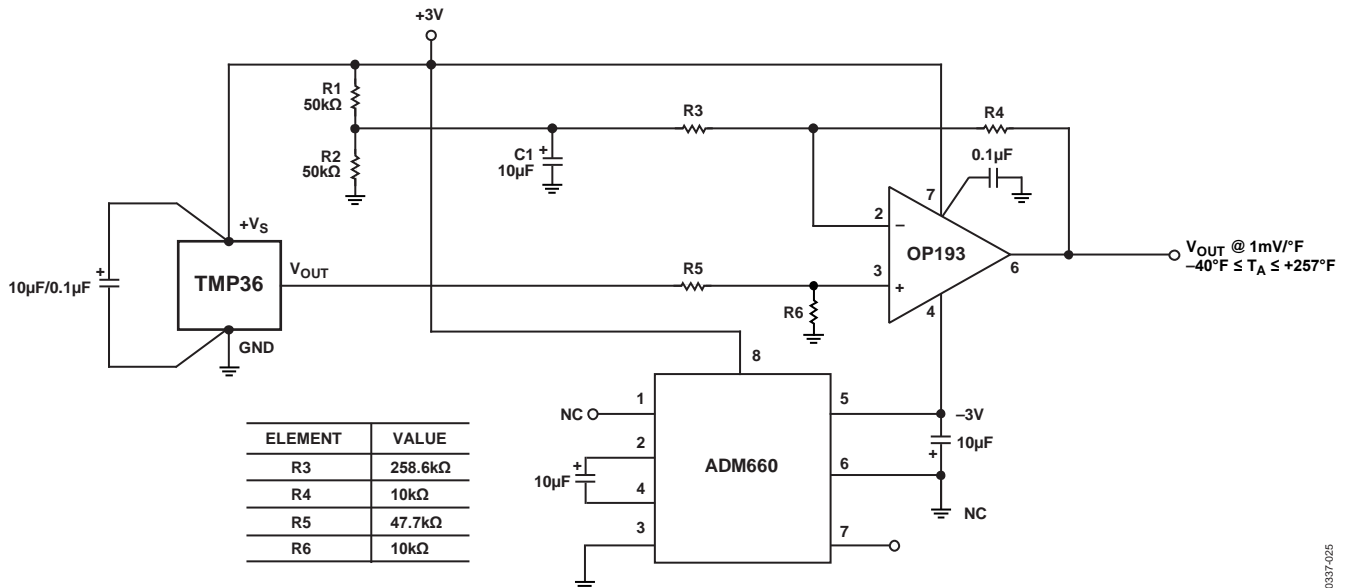 +3V
R1
50kΩ
R2
50kΩ
C1
10µF
+
R3
R4
0.1µF
7
2
–
OP193
3
+
6
4
VOUT @ 1mV/°F
–40°F ≤ TA ≤ +257°F
+VS
TMP36
VOUT
GND
10µF/0.1µF
+
R5
R6
8
NC
1
2
+
10µF
4
3
ADM660
5
–3V
10µF
+
6
NC
7
ELEMENT VALUE
R3 258.6kΩ
R4 10kΩ
R5 47.7kΩ
R6 10kΩ
0337-025